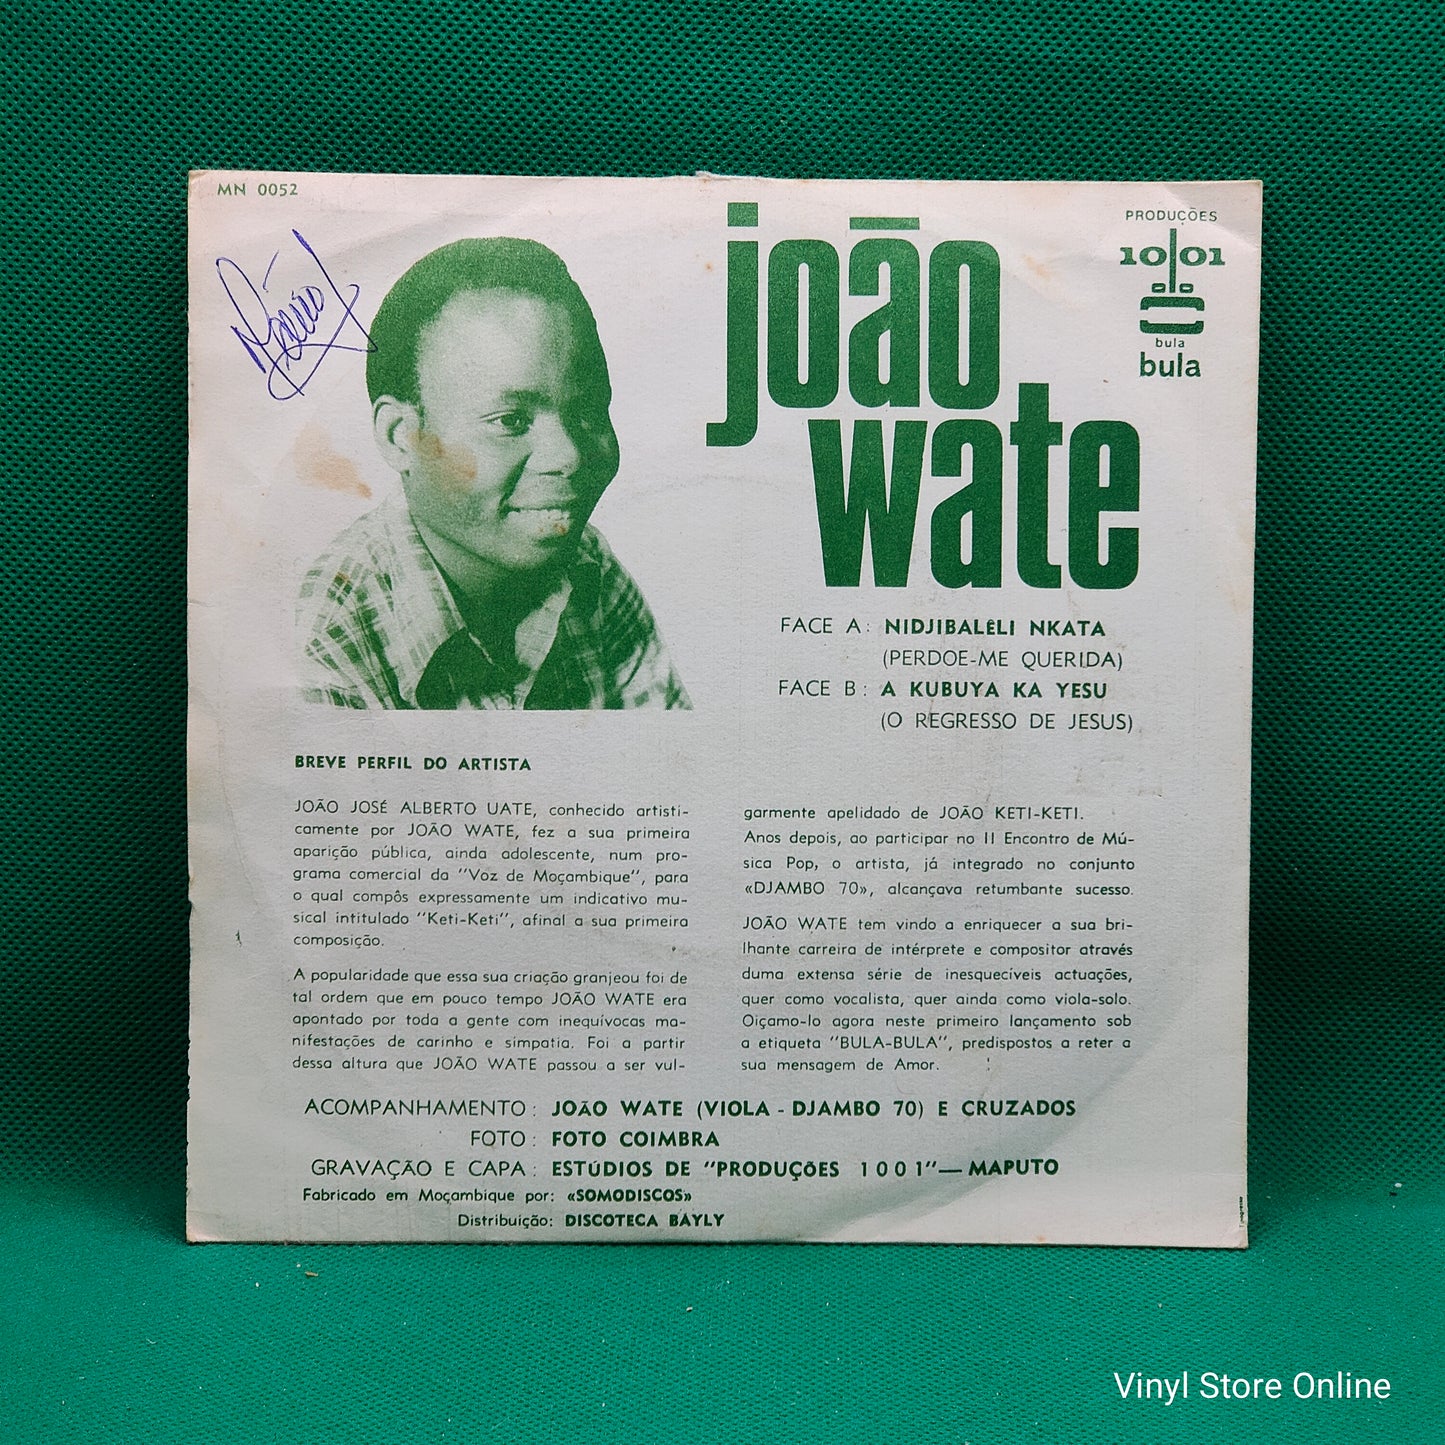 MN 0052
joão
wate
PRODUCÕES
1001
bula
bula
FACE A: NIDJIBALÊLI NKATA
(PERDOE-ME QUERIDA)
FACE B: A KUBUYA KA YESU
(O REGRESSO DE JESUS)
BREVE PERFIL DO ARTISTA
JOÃO JOSÉ ALBERTO UATE, conhecido artisti-
camente por JOÃO WATE, fez a sua primeira
aparição pública, ainda adolescente, num pro-
grama comercial da "Voz de Moçambique", para
o qual compôs expressamente um indicativo mu-
sical intitulado "Keti-Keti", afinal a sua primeira
composição.
A popularidade que essa sua criação granjeou foi de
tal ordem que em pouco tempo JOÃO WATE era
apontado por toda a gente com inequívocas ma-
nifestações de carinho e simpatia. Foi a partir
dessa altura que JOÃO WATE passou a ser vul-
garmente apelidado de JOÃO KETI-KETI.
Anos depois, ao participar no II Encontro de Mú-
sica Pop, o artista, já integrado no conjunto
«DJAMBO 70», alcançava retumbante sucesso.
JOÃO WATE tem vindo a enriquecer a sua bri-
lhante carreira de intérprete e compositor através
duma extensa série de inesquecíveis actuações,
quer como vocalista, quer ainda como viola-solo.
Oiçamo-lo agora neste primeiro lançamento sob
a etiqueta "BULA-BULA", predispostos a reter a
sua mensagem de Amor.
ACOMPANHAMENTO: JOÃO WATE (VIOLA - DJAMBO 70) E CRUZADOS
FOTO: FOTO COIMBRA
GRAVAÇÃO E CAPA: ESTÚDIOS DE "PRODUÇÕES 1001"—MAPUTO
Fabricado em Moçambique por: «SOMODISCOS»
Distribuição: DISCOTECA BAYLY
Vinyl Store Online